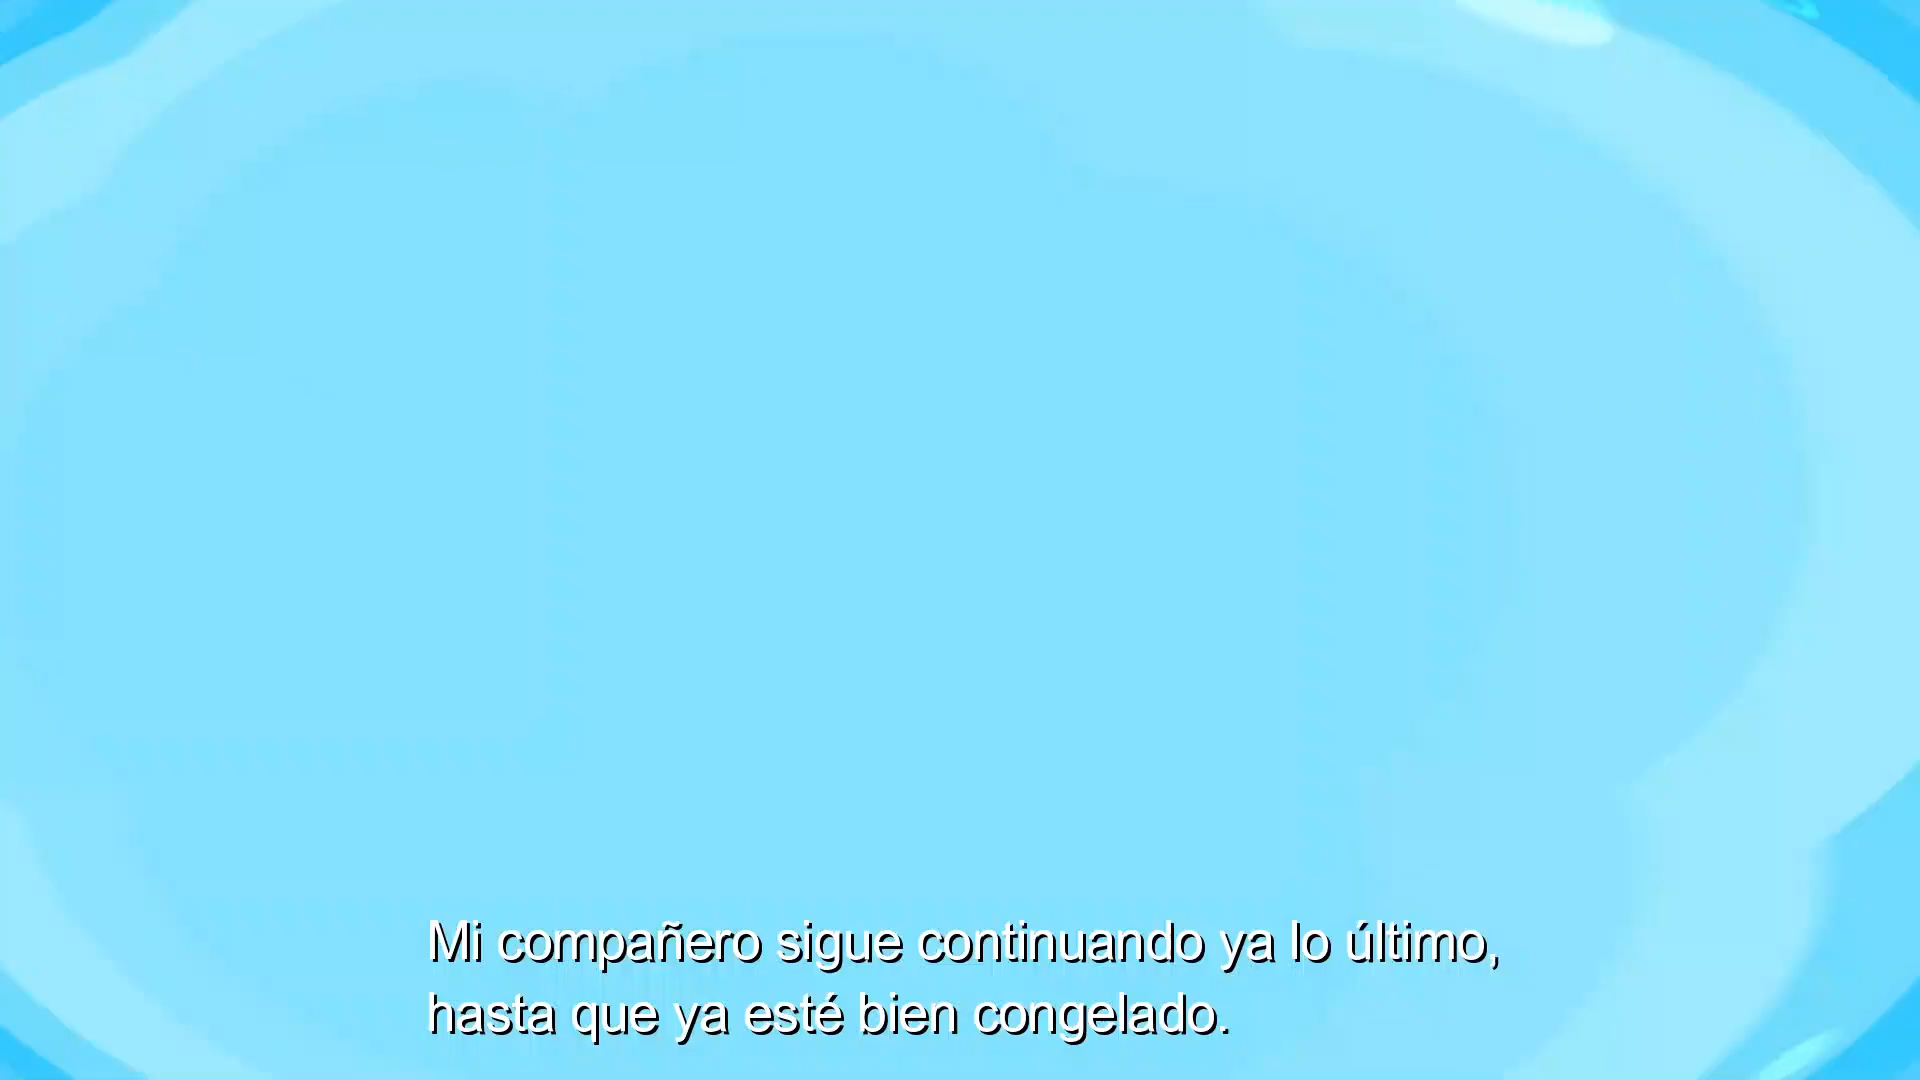 Mi compañero sigue continuando ya lo último,
hasta que ya esté bien congelado.